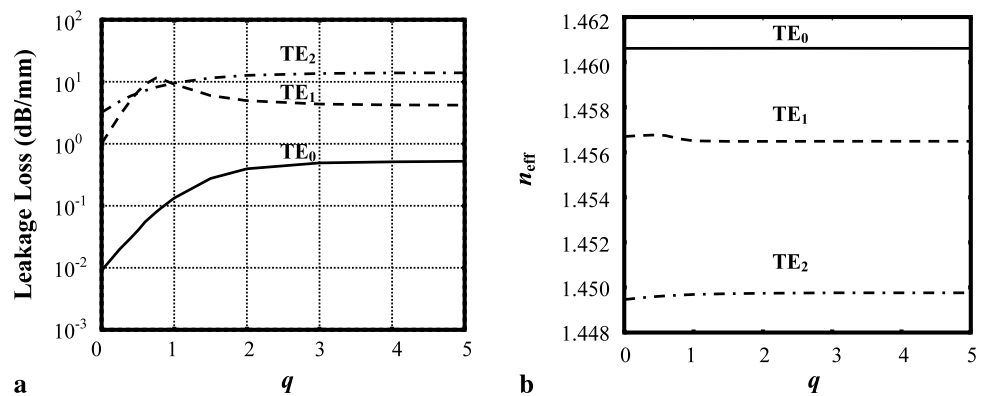 10²
10¹
10⁰
10⁻¹
10⁻²
10⁻³
Leakage Loss (dB/mm)
TE₂
TE₁
TE₀
0 1 2 3 4 5
q
a
1.462
1.460
1.458
1.456
1.454
1.452
1.450
1.448
n_eff
TE₀
TE₁
TE₂
0 1 2 3 4 5
q
b